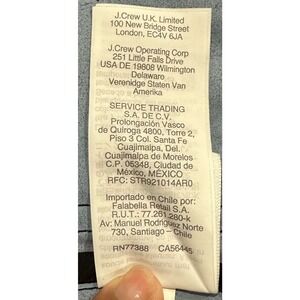 J.Crew U.K. Limited
100 New Bridge Street
London, EC4V 6JA
J.Crew Operating Corp
251 Little Falls Drive
USA DE 19808 Wilmington
Delaware
Verenidge Staten Van
Amerika
SERVICE TRADING
S.A. DE C.V.
Prolongación Vasco
de Quiroga 4800, Torre 2,
Piso 3 Col. Santa Fe
Cuajimalpa, Del.
Cuajimalpa de Morelos
C.P. 05348, Ciudad de
México, MÉXICO
RFC: STR921014AR0
Importado en Chile por:
Falabella Retail S.A.
R.U.T.: 77.261.280-k
Av: Manuel Rodriguez Norte
730, Santiago - Chile
RN77388 CA56445